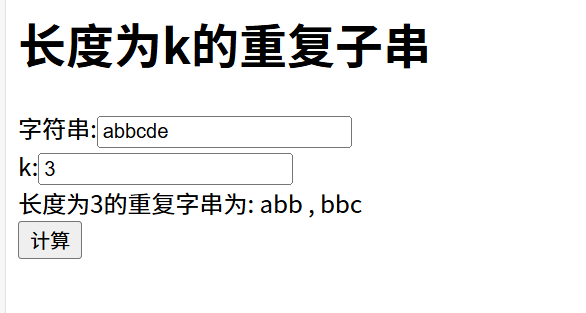 长度为k的重复子串
字符串:abbcde
k:3
长度为3的重复字串为: abb , bbc
计算